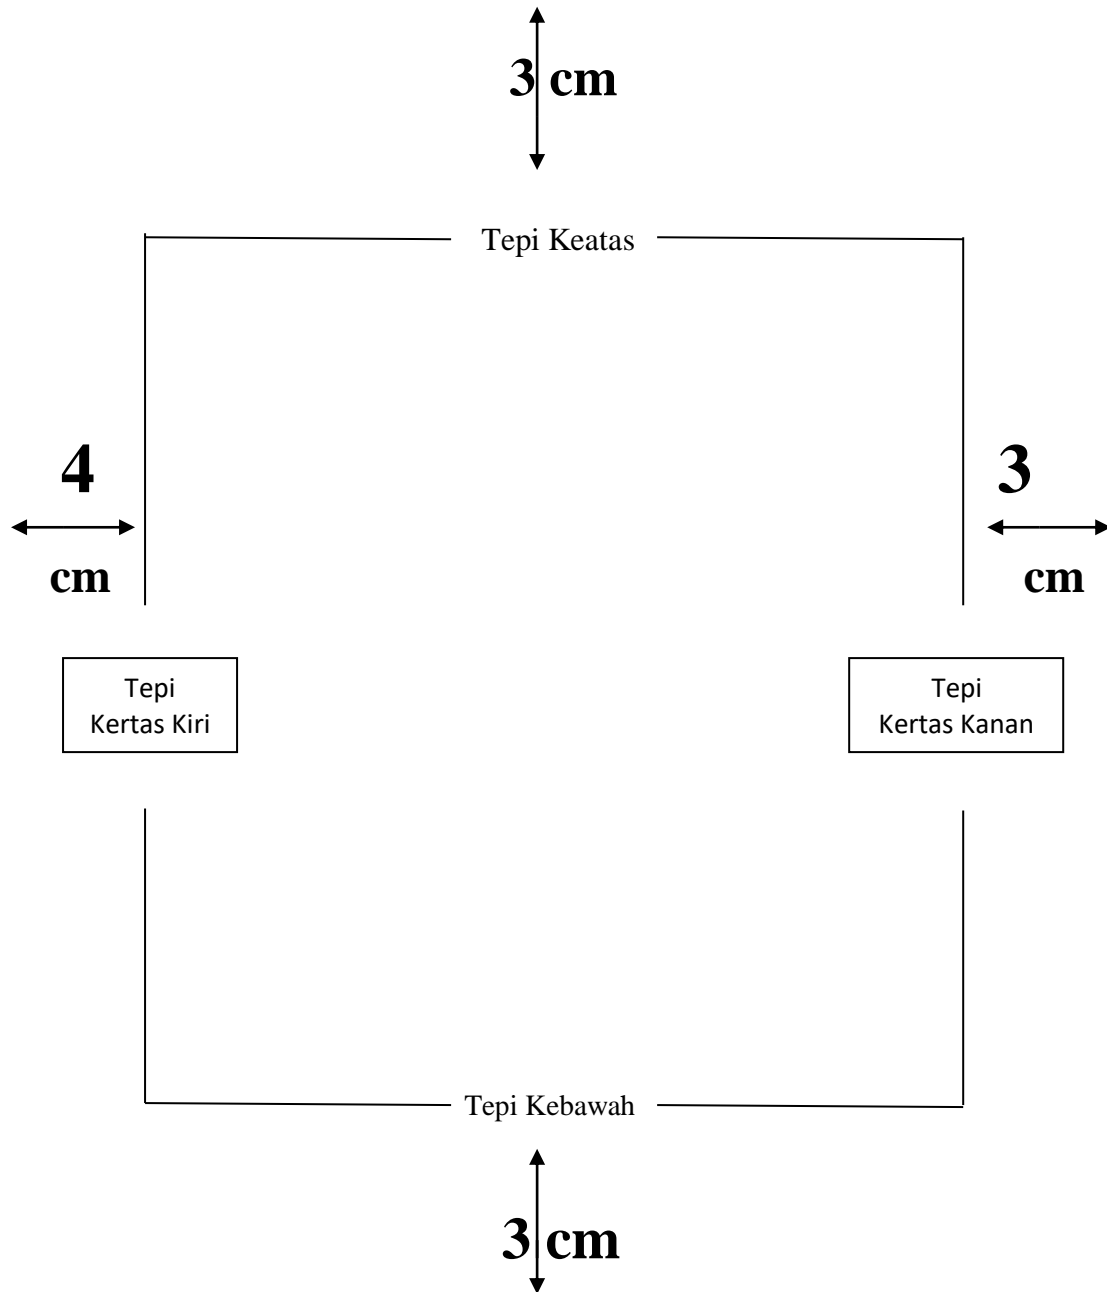 3 cm
Tepi Keatas
4
cm
3
cm
Tepi
Kertas Kiri
Tepi
Kertas Kanan
Tepi Kebawah
3 cm